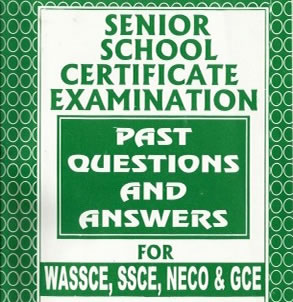 SENIOR
SCHOOL
CERTIFICATE
EXAMINATION
PAST
QUESTIONS
AND
ANSWERS
FOR
WASSCE, SSCE, NECO & GCE